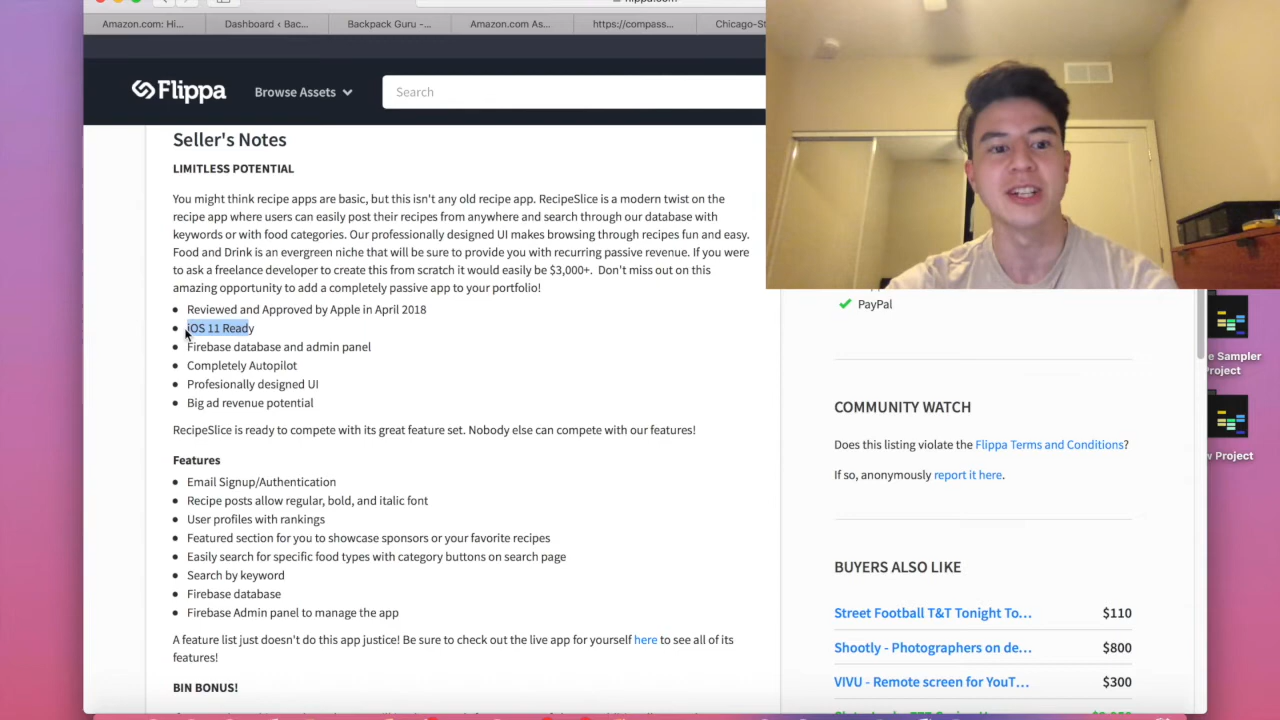 flippa.com
Amazon.com: Hi...
Dashboard ‹ Bac...
Backpack Guru -...
Amazon.com As...
https://compass...
Chicago-St
Flippa
Browse Assets
Search
Seller's Notes
LIMITLESS POTENTIAL
You might think recipe apps are basic, but this isn't any old recipe app. RecipeSlice is a modern twist on the
recipe app where users can easily post their recipes from anywhere and search through our database with
keywords or with food categories. Our professionally designed UI makes browsing through recipes fun and easy.
Food and Drink is an evergreen niche that will be sure to provide you with recurring passive revenue. If you were
to ask a freelance developer to create this from scratch it would easily be $3,000+. Don't miss out on this
amazing opportunity to add a completely passive app to your portfolio!
Reviewed and Approved by Apple in April 2018
iOS 11 Ready
Firebase database and admin panel
Completely Autopilot
Profesionally designed UI
Big ad revenue potential
RecipeSlice is ready to compete with its great feature set. Nobody else can compete with our features!
Features
Email Signup/Authentication
Recipe posts allow regular, bold, and italic font
User profiles with rankings
Featured section for you to showcase sponsors or your favorite recipes
Easily search for specific food types with category buttons on search page
Search by keyword
Firebase database
Firebase Admin panel to manage the app
A feature list just doesn't do this app justice! Be sure to check out the live app for yourself here to see all of its
features!
BIN BONUS!
PayPal
COMMUNITY WATCH
Does this listing violate the Flippa Terms and Conditions?
If so, anonymously report it here.
BUYERS ALSO LIKE
Street Football T&T Tonight To... $110
Shootly - Photographers on de... $800
VIVU - Remote screen for YouT... $300
e Sampler
Project
w Project